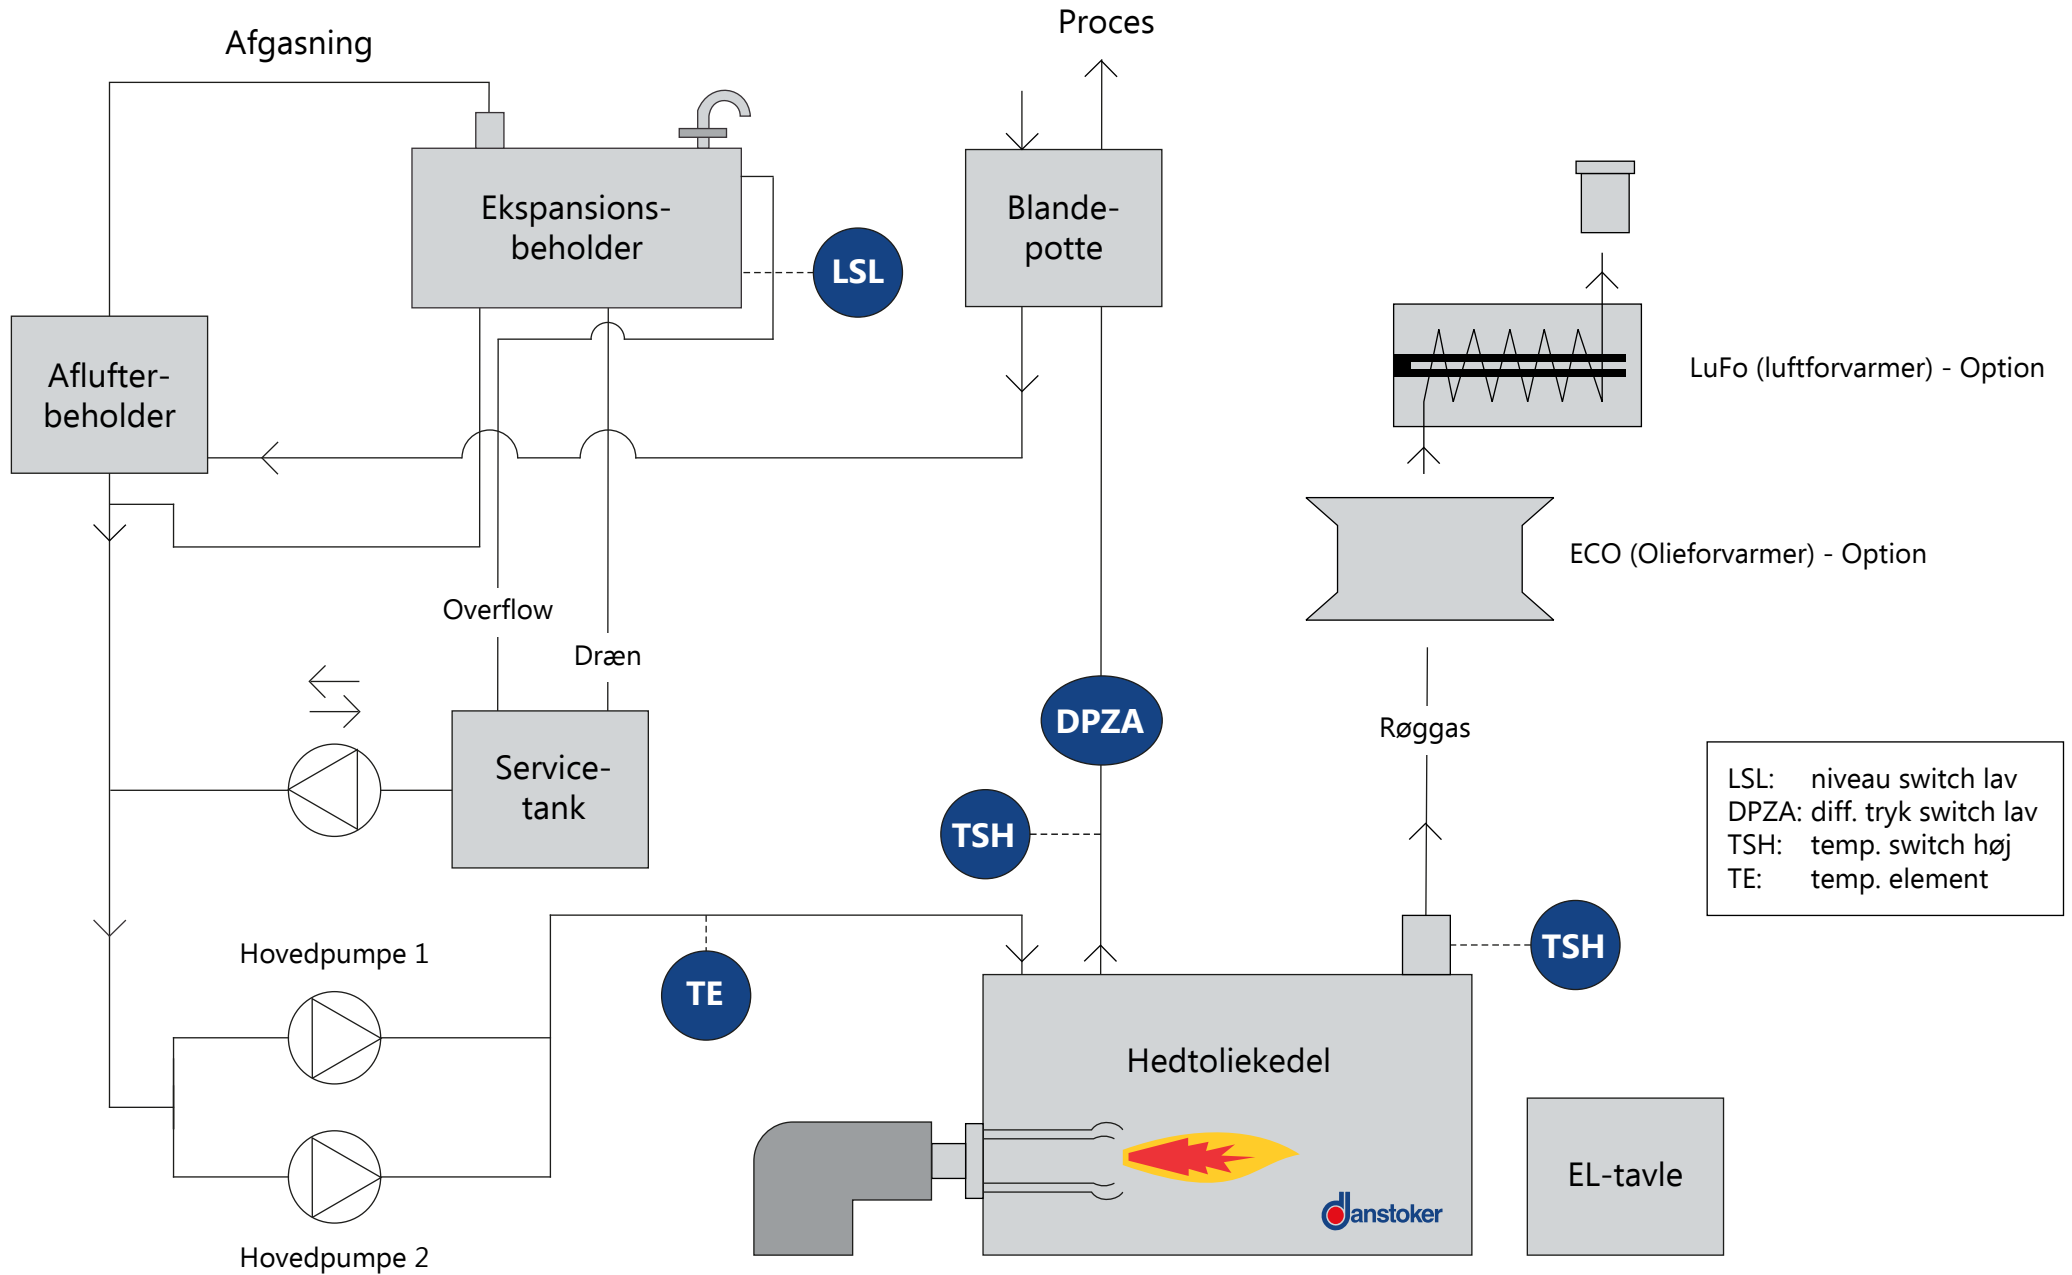 Proces
Afgasning
Ekspansions-
beholder
Blande-
potte
LSL
Aflufter-
beholder
LuFo (luftforvarmer) - Option
ECO (Olieforvarmer) - Option
Overflow
Dræn
DPZA
Røggas
Service-
tank
TSH
LSL: niveau switch lav
DPZA: diff. tryk switch lav
TSH: temp. switch høj
TE: temp. element
Hovedpumpe 1
TE
TSH
Hedtoliekedel
EL-tavle
danstoker
Hovedpumpe 2